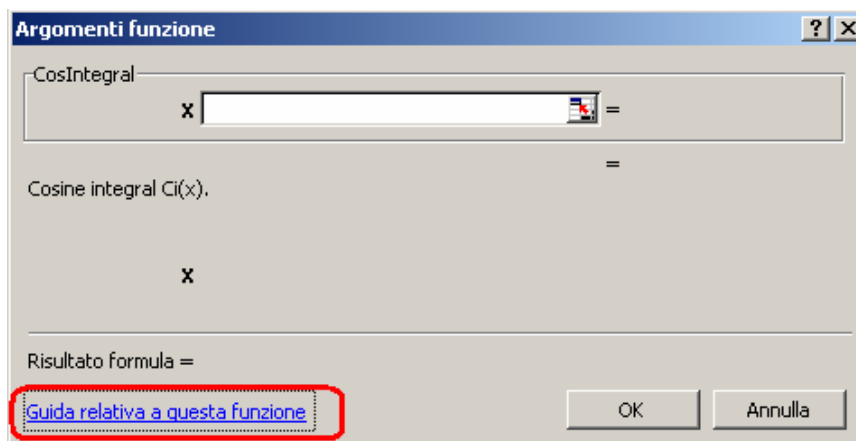 Argomenti funzione
CosIntegral
x =
=
Cosine integral Ci(x).
x
Risultato formula =
Guida relativa a questa funzione OK Annulla